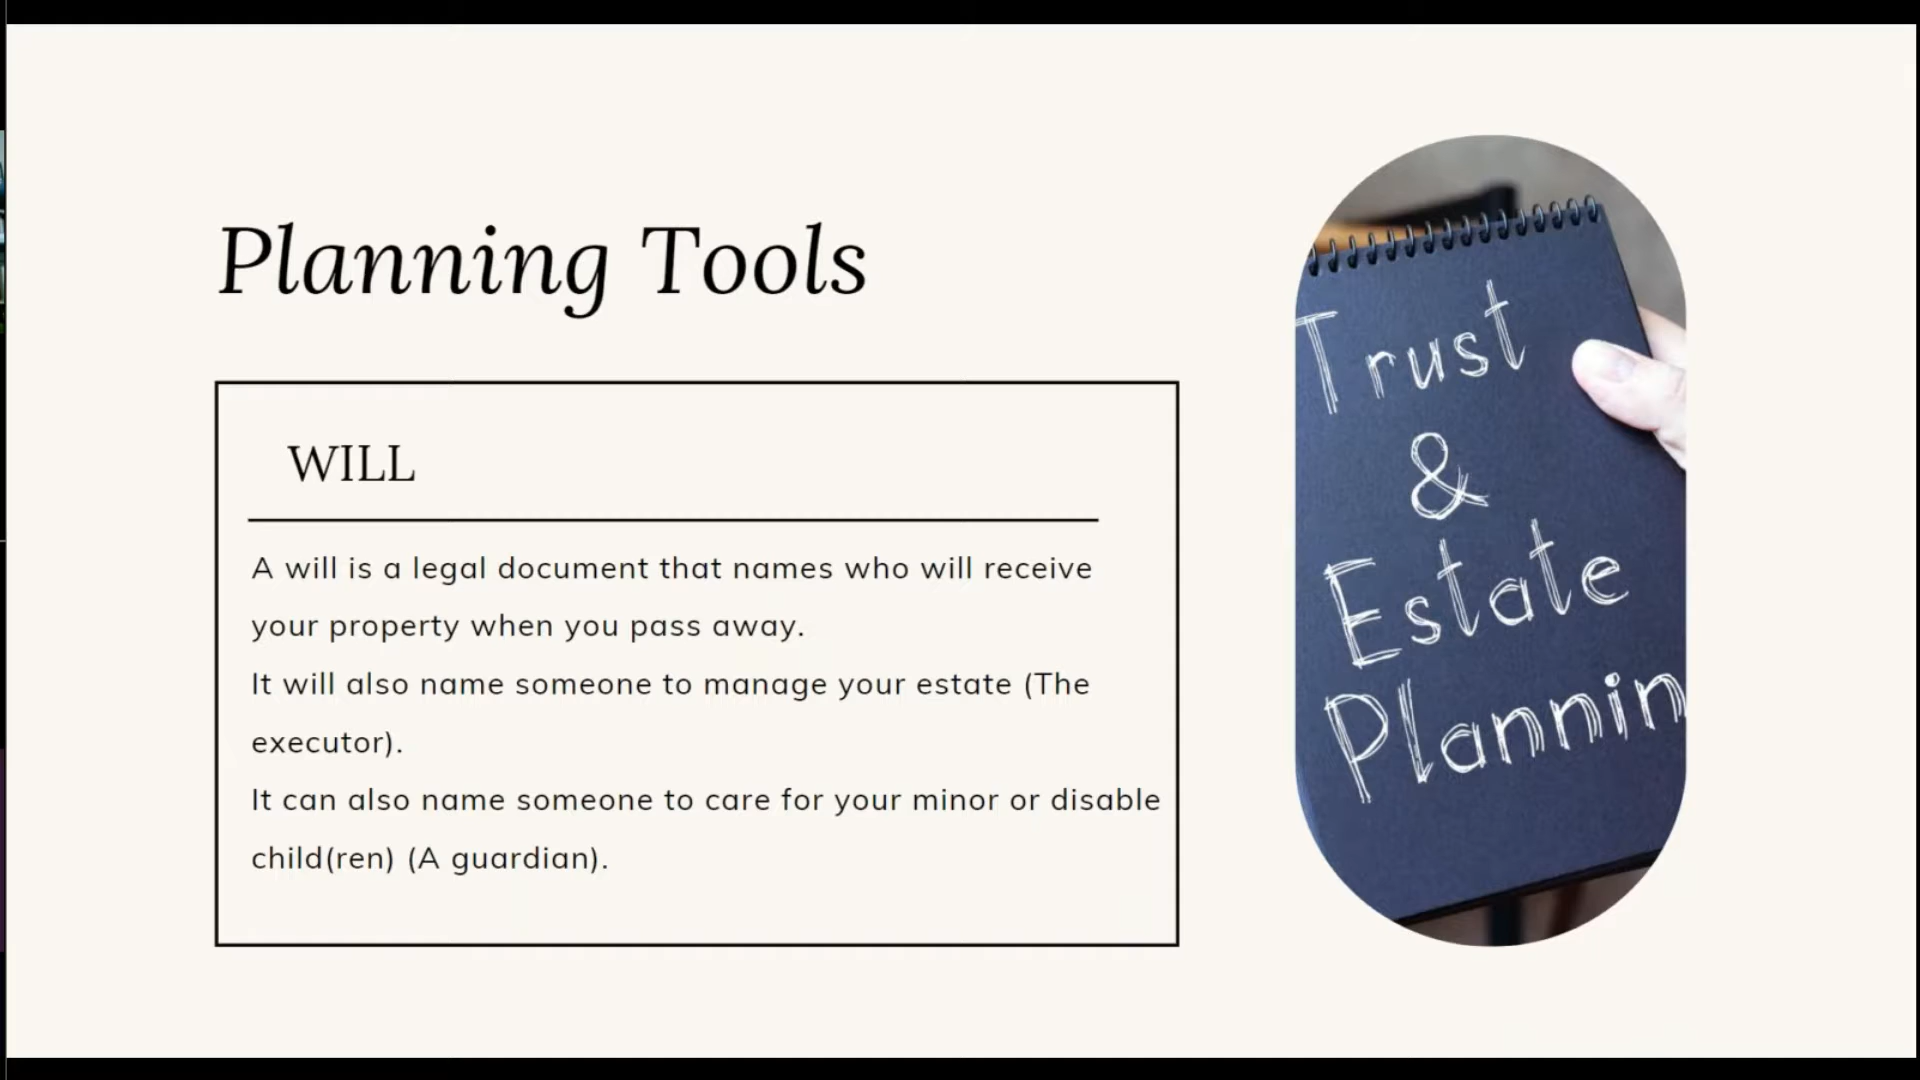 Planning Tools
WILL
A will is a legal document that names who will receive
your property when you pass away.
It will also name someone to manage your estate (The
executor).
It can also name someone to care for your minor or disable
child(ren) (A guardian).
Trust
&
Estate
Plannin